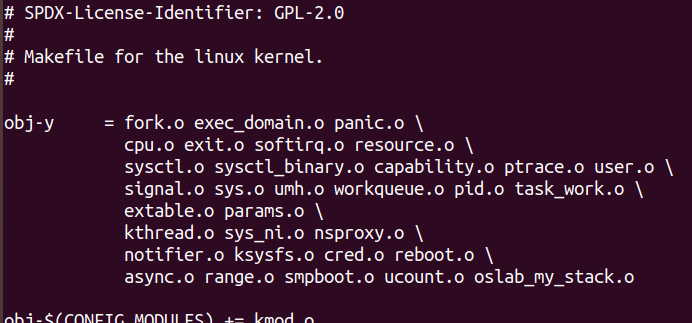 # SPDX-License-Identifier: GPL-2.0
#
# Makefile for the linux kernel.
#
obj-y     = fork.o exec_domain.o panic.o \
            cpu.o exit.o softirq.o resource.o \
            sysctl.o sysctl_binary.o capability.o ptrace.o user.o \
            signal.o sys.o umh.o workqueue.o pid.o task_work.o \
            extable.o params.o \
            kthread.o sys_ni.o nsproxy.o \
            notifier.o ksysfs.o cred.o reboot.o \
            async.o range.o smpboot.o ucount.o oslab_my_stack.o
obj-$(CONFIG_MODULES) += kmod.o